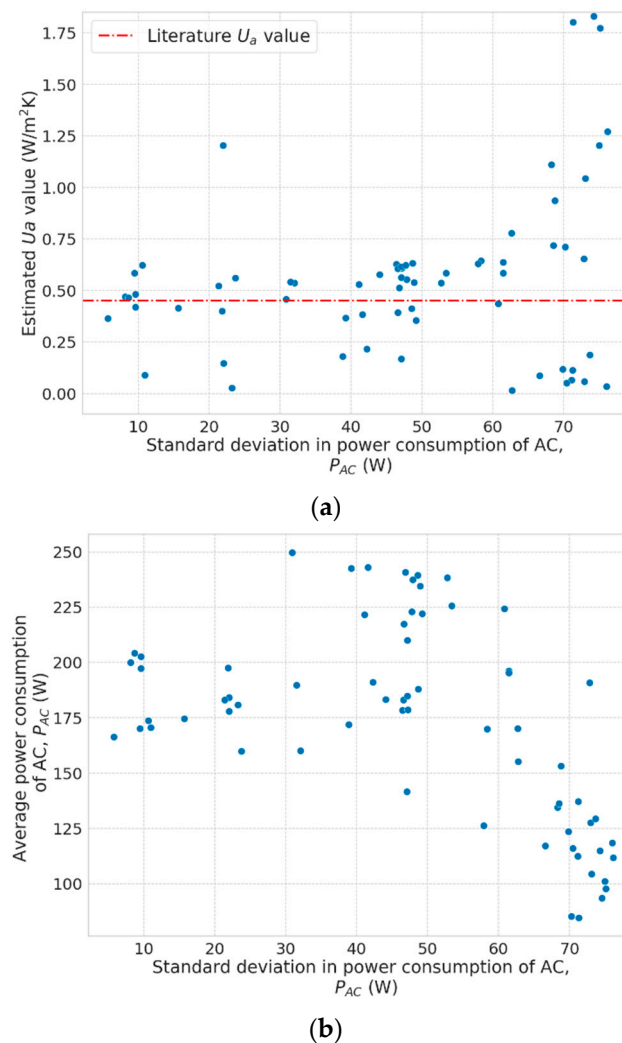 Literature Ua value
1.75
1.50
1.25
1.00
0.75
0.50
0.25
0.00
Estimated Ua value (W/m²K)
10 20 30 40 50 60 70
Standard deviation in power consumption of AC,
PAC (W)
(a)
250
225
200
175
150
125
100
Average power consumption
of AC, PAC (W)
10 20 30 40 50 60 70
Standard deviation in power consumption of AC,
PAC (W)
(b)